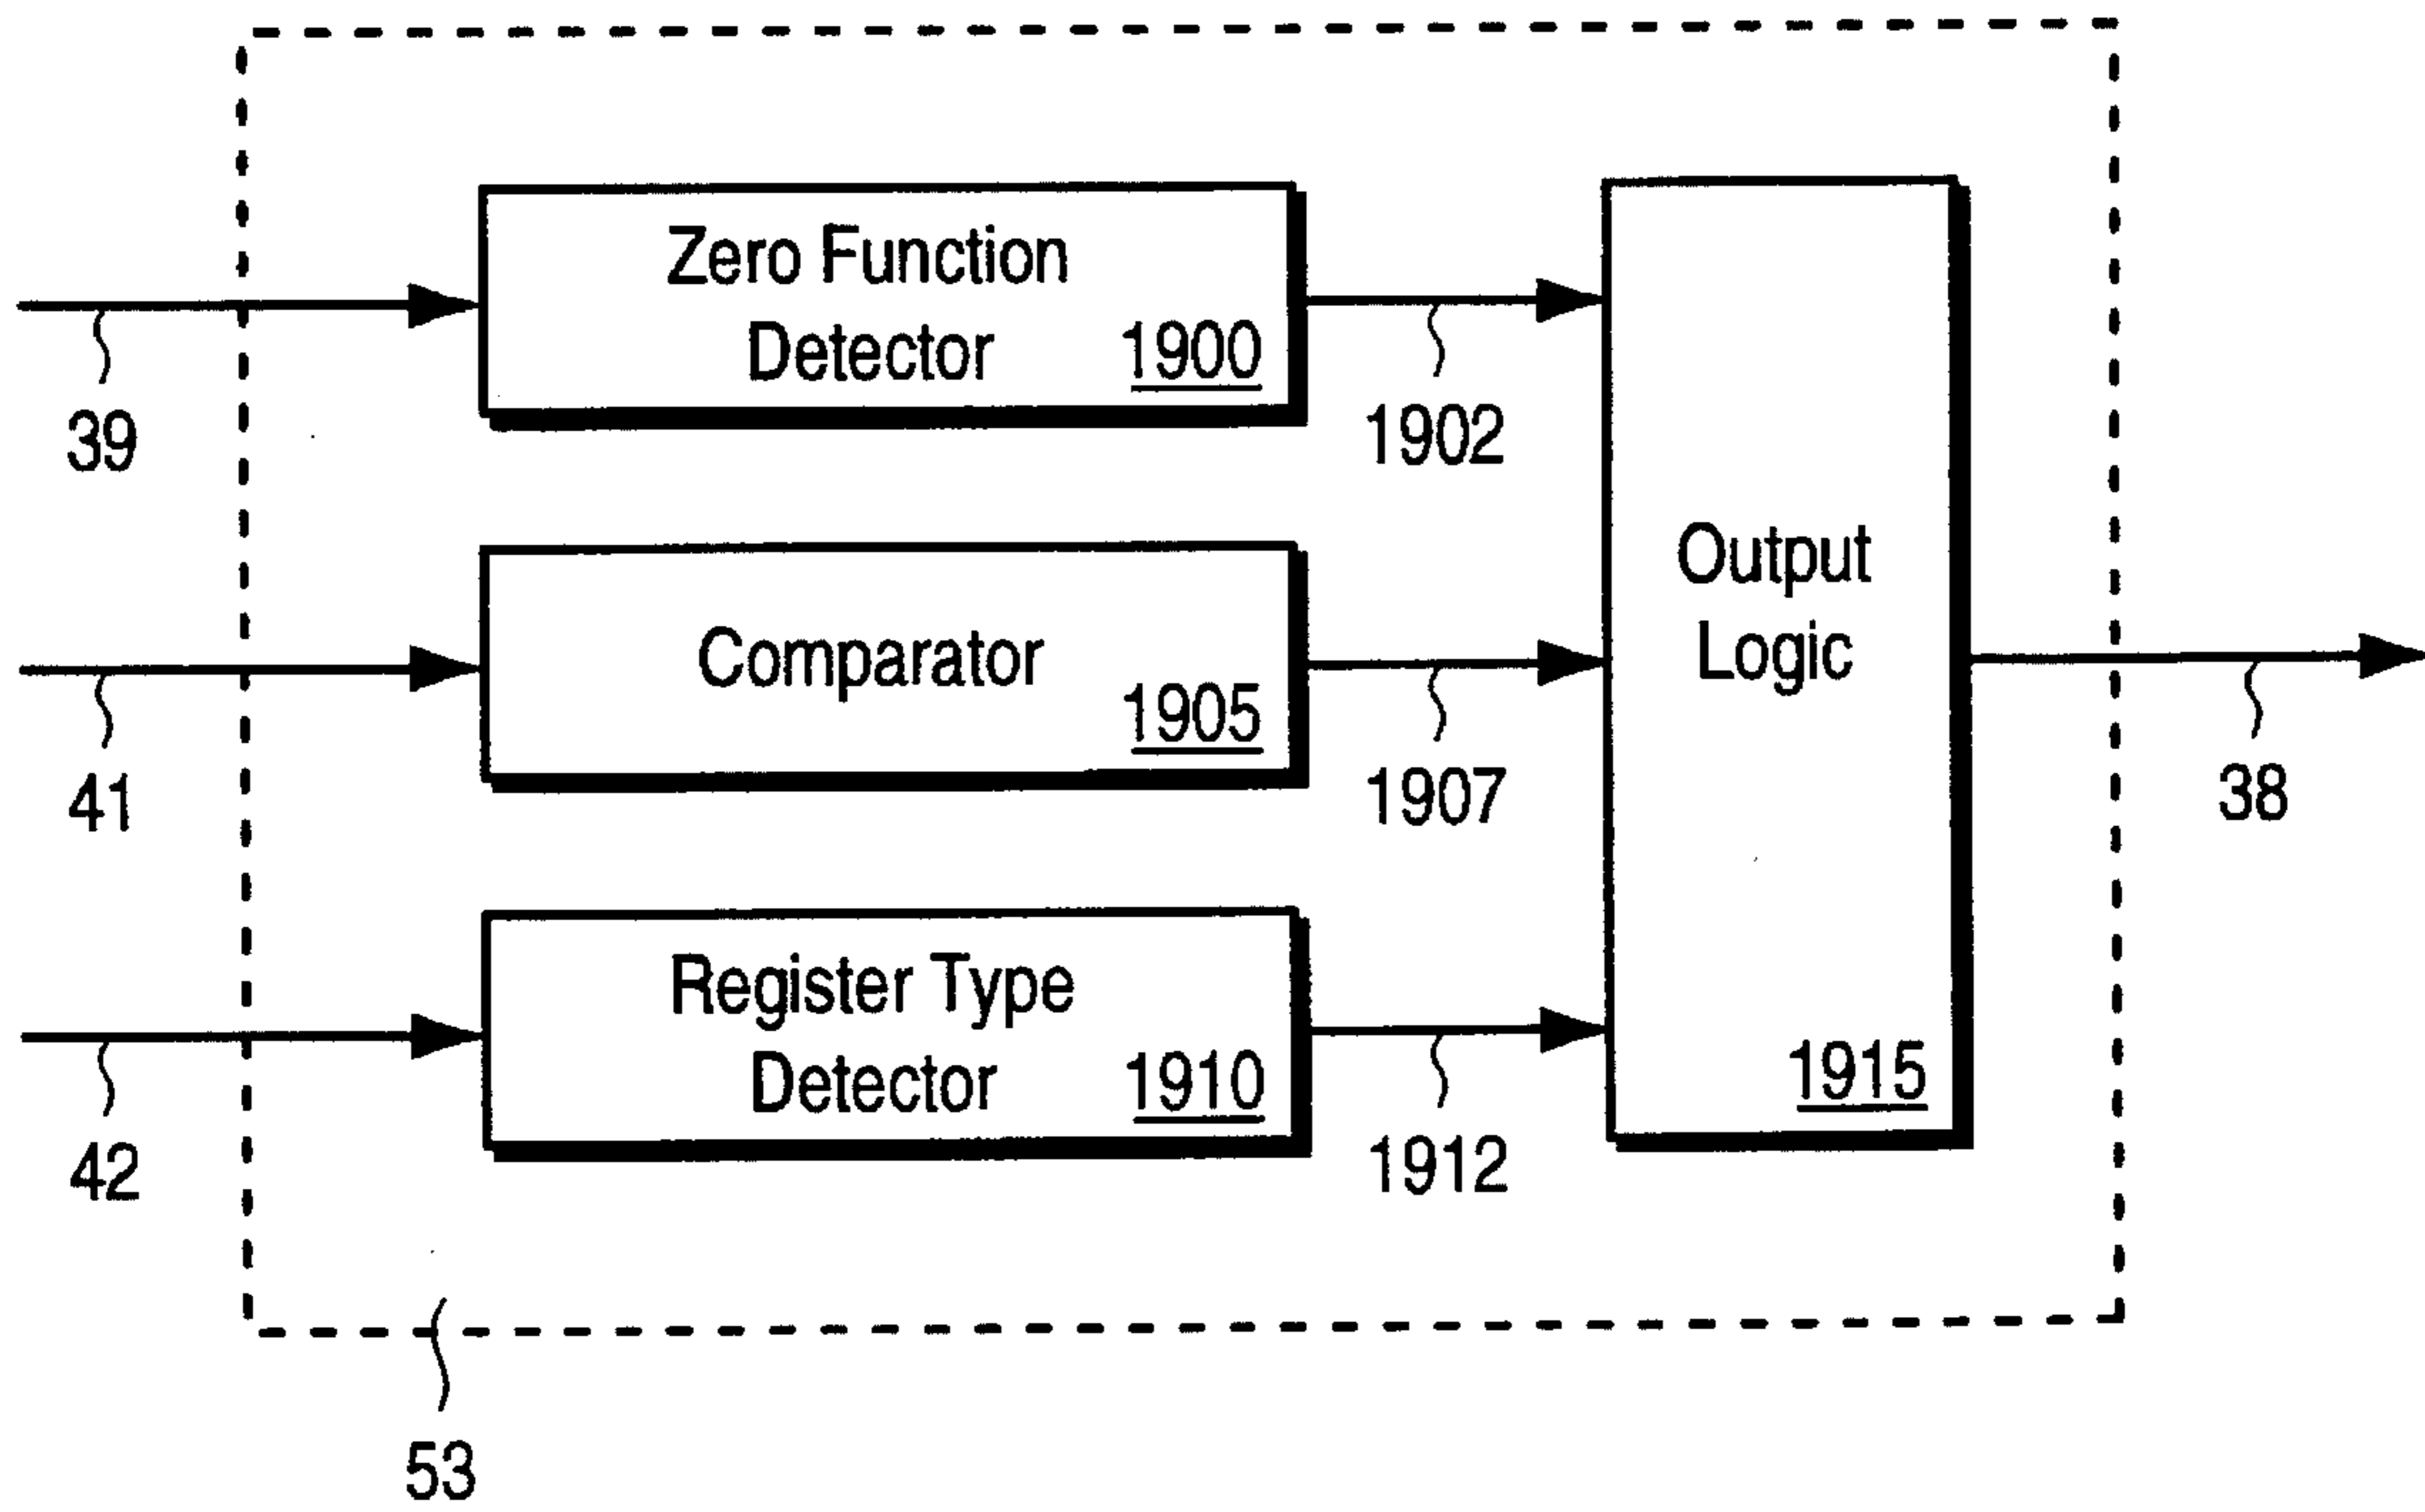 Zero Function
Detector 1900
39
1902
Comparator
1905
41
1907
Output
Logic
38
Register Type
Detector 1910
42
1912
1915
53